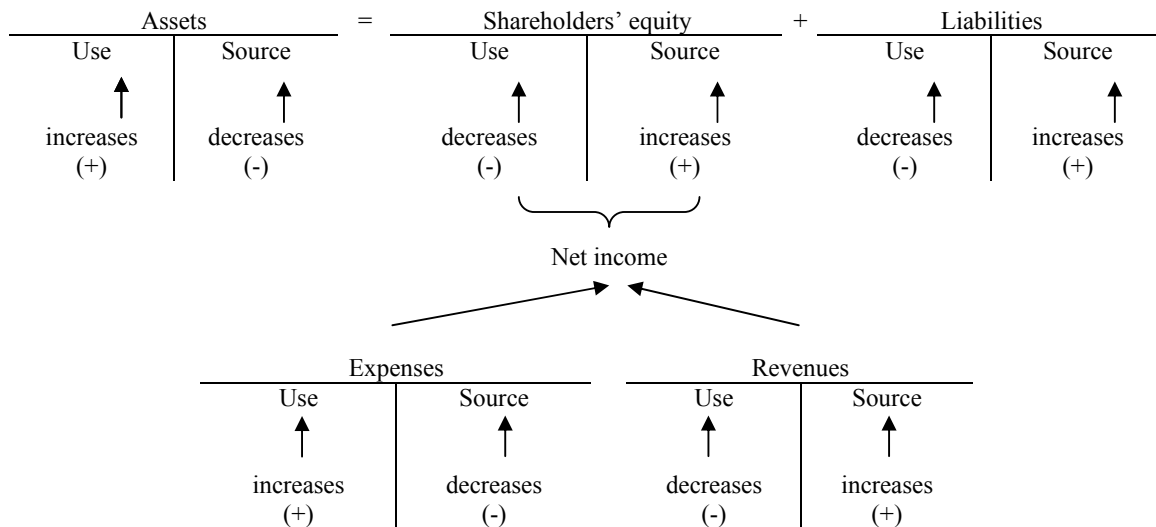 Assets = Shareholders’ equity + Liabilities
Use Source Use Source Use Source
increases decreases decreases increases decreases increases
(+) (-) (-) (+) (-) (+)
Net income
Expenses Revenues
Use Source Use Source
increases decreases decreases increases
(+) (-) (-) (+)